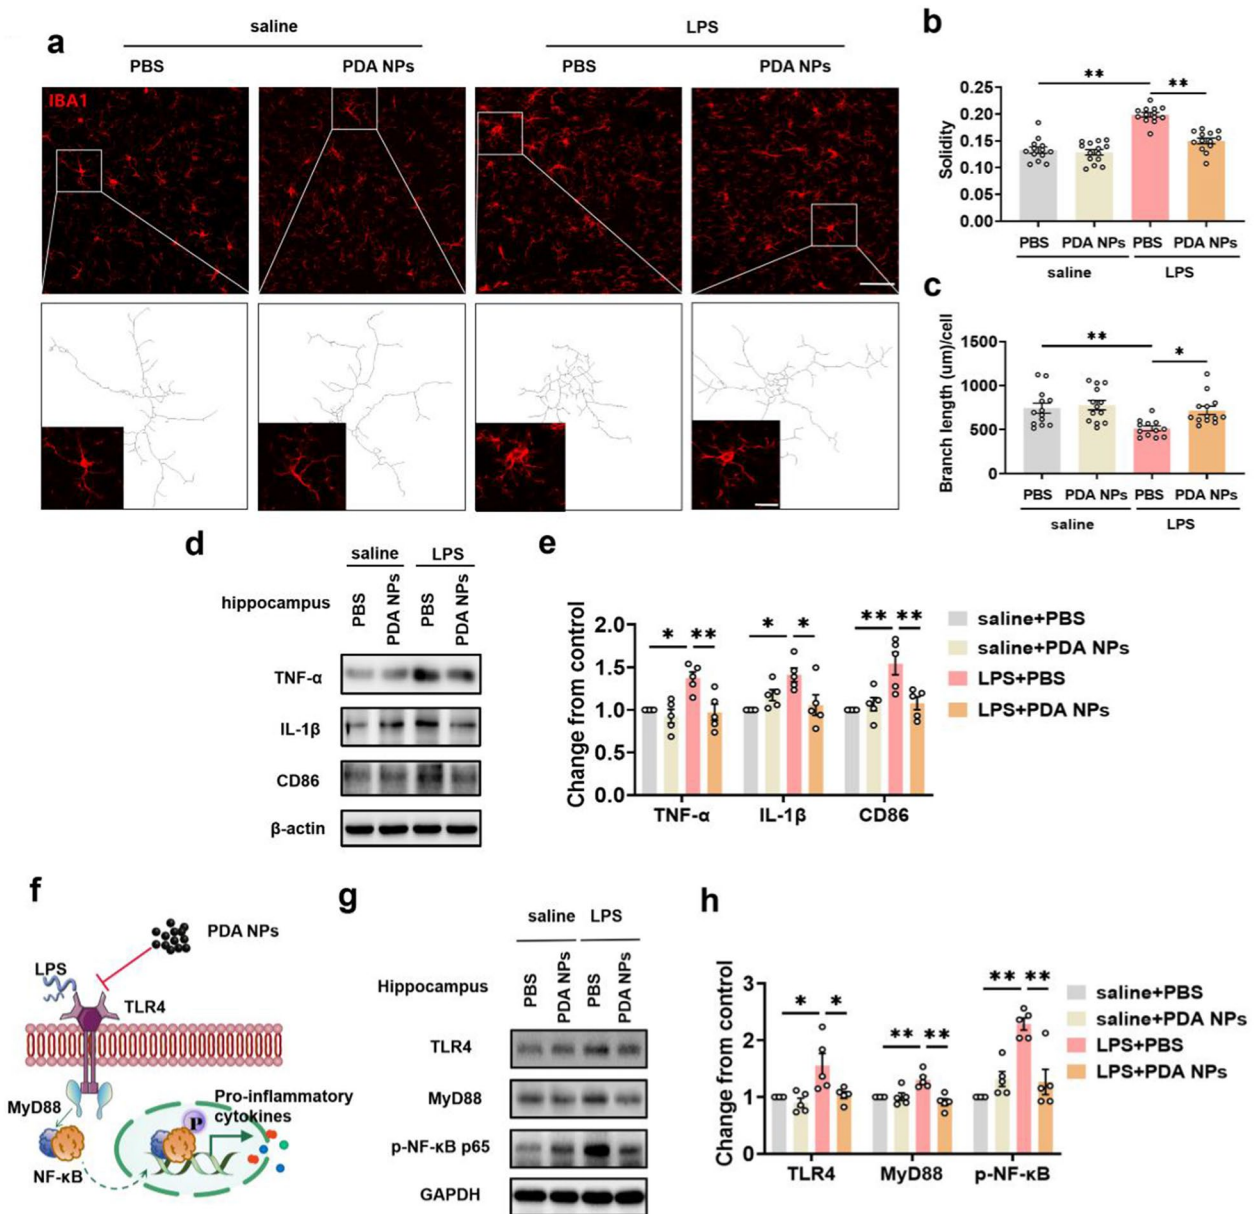 a
saline
LPS
PBS
PDA NPs
PBS
PDA NPs
IBA1
b
**
**
Solidity
0.25
0.20
0.15
0.10
0.05
0.00
PBS
PDA NPs
PBS
PDA NPs
saline
LPS
c
**
*
Branch length (um)/cell
1500
1000
500
0
PBS
PDA NPs
PBS
PDA NPs
saline
LPS
d
saline
LPS
hippocampus
PBS
PDA NPs
PBS
PDA NPs
TNF-α
IL-1β
CD86
β-actin
e
Change from control
2.0
1.5
1.0
0.5
0.0
*
**
*
*
**
**
TNF-α
IL-1β
CD86
saline+PBS
saline+PDA NPs
LPS+PBS
LPS+PDA NPs
f
PDA NPs
LPS
TLR4
MyD88
NF-κB
P
Pro-inflammatory
cytokines
g
saline
LPS
Hippocampus
PBS
PDA NPs
PBS
PDA NPs
TLR4
MyD88
p-NF-κB p65
GAPDH
h
Change from control
3
2
1
0
*
*
**
**
**
**
TLR4
MyD88
p-NF-κB
saline+PBS
saline+PDA NPs
LPS+PBS
LPS+PDA NPs